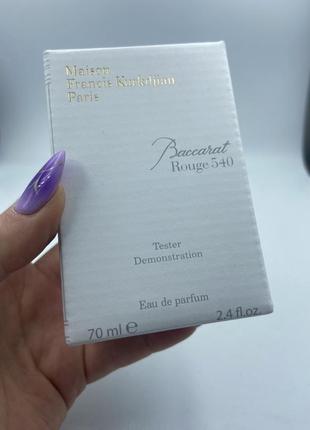 Maison
Francis Kurkdjian
Paris
Baccarat
Rouge 540
Tester
Demonstration
Eau de parfum
70 ml ℮ 2.4 fl.oz.